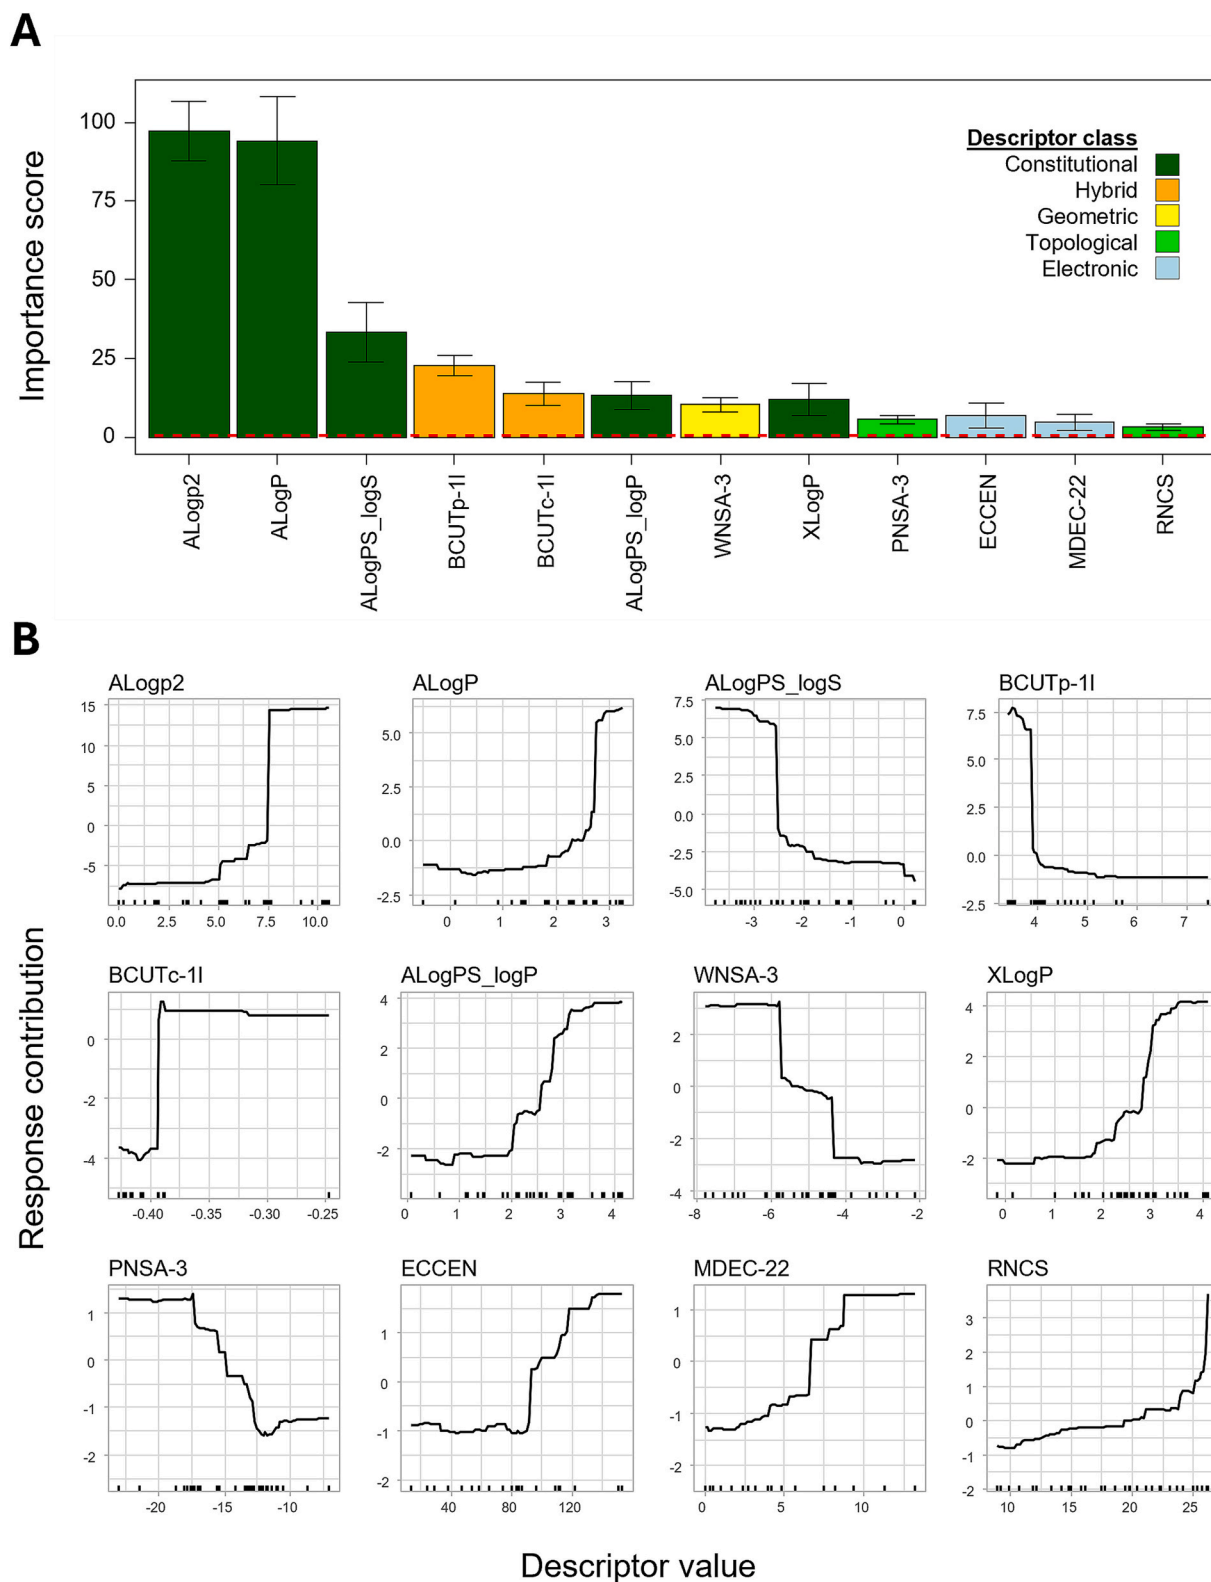 A
Importance score
100
75
50
25
0
Descriptor class
Constitutional
Hybrid
Geometric
Topological
Electronic
ALogp2
ALogP
ALogPS_logS
BCUTp-1l
BCUTc-1l
ALogPS_logP
WNSA-3
XLogP
PNSA-3
ECCEN
MDEC-22
RNCS
B
Response contribution
ALogp2 ALogP ALogPS_logS BCUTp-1l
15 10 5 0 -5
5.0 2.5 0.0 -2.5
7.5 5.0 2.5 0.0 -2.5 -5.0
7.5 5.0 2.5 0.0 -2.5
0.0 2.5 5.0 7.5 10.0
0 1 2 3
-3 -2 -1 0
4 5 6 7
BCUTc-1l ALogPS_logP WNSA-3 XLogP
0 -2 -4
4 2 0 -2
2 0 -2 -4
4 2 0 -2
-0.40 -0.35 -0.30 -0.25
0 1 2 3 4
-8 -6 -4 -2
0 1 2 3 4
PNSA-3 ECCEN MDEC-22 RNCS
1 0 -1 -2
1 0 -1 -2
1 0 -1 -2
3 2 1 0 -1 -2
-20 -15 -10
40 80 120
0 5 10
10 15 20 25
Descriptor value